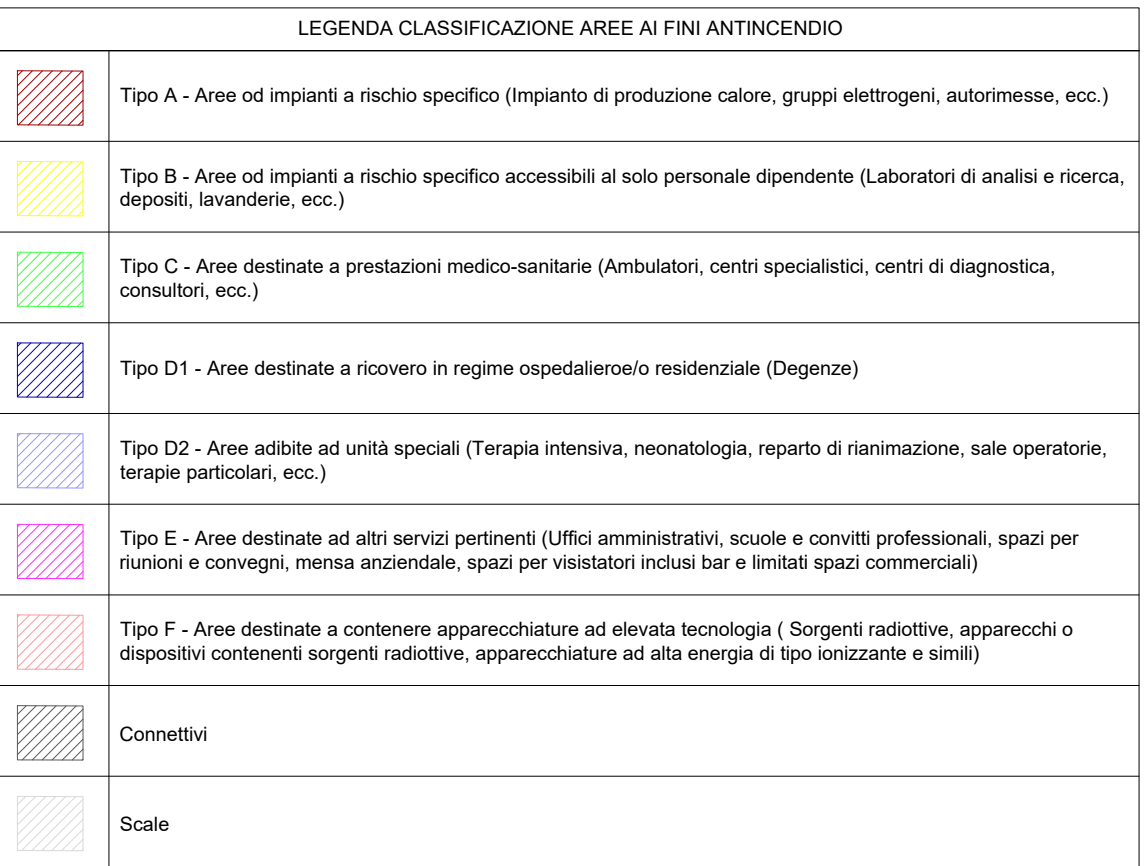 LEGENDA CLASSIFICAZIONE AREE AI FINI ANTINCENDIO
Tipo A - Aree od impianti a rischio specifico (Impianto di produzione calore, gruppi elettrogeni, autorimesse, ecc.)
Tipo B - Aree od impianti a rischio specifico accessibili al solo personale dipendente (Laboratori di analisi e ricerca,
depositi, lavanderie, ecc.)
Tipo C - Aree destinate a prestazioni medico-sanitarie (Ambulatori, centri specialistici, centri di diagnostica,
consultori, ecc.)
Tipo D1 - Aree destinate a ricovero in regime ospedalieroe/o residenziale (Degenze)
Tipo D2 - Aree adibite ad unità speciali (Terapia intensiva, neonatologia, reparto di rianimazione, sale operatorie,
terapie particolari, ecc.)
Tipo E - Aree destinate ad altri servizi pertinenti (Uffici amministrativi, scuole e convitti professionali, spazi per
riunioni e convegni, mensa anziendale, spazi per visistatori inclusi bar e limitati spazi commerciali)
Tipo F - Aree destinate a contenere apparecchiature ad elevata tecnologia ( Sorgenti radiottive, apparecchi o
dispositivi contenenti sorgenti radiottive, apparecchiature ad alta energia di tipo ionizzante e simili)
Connettivi
Scale